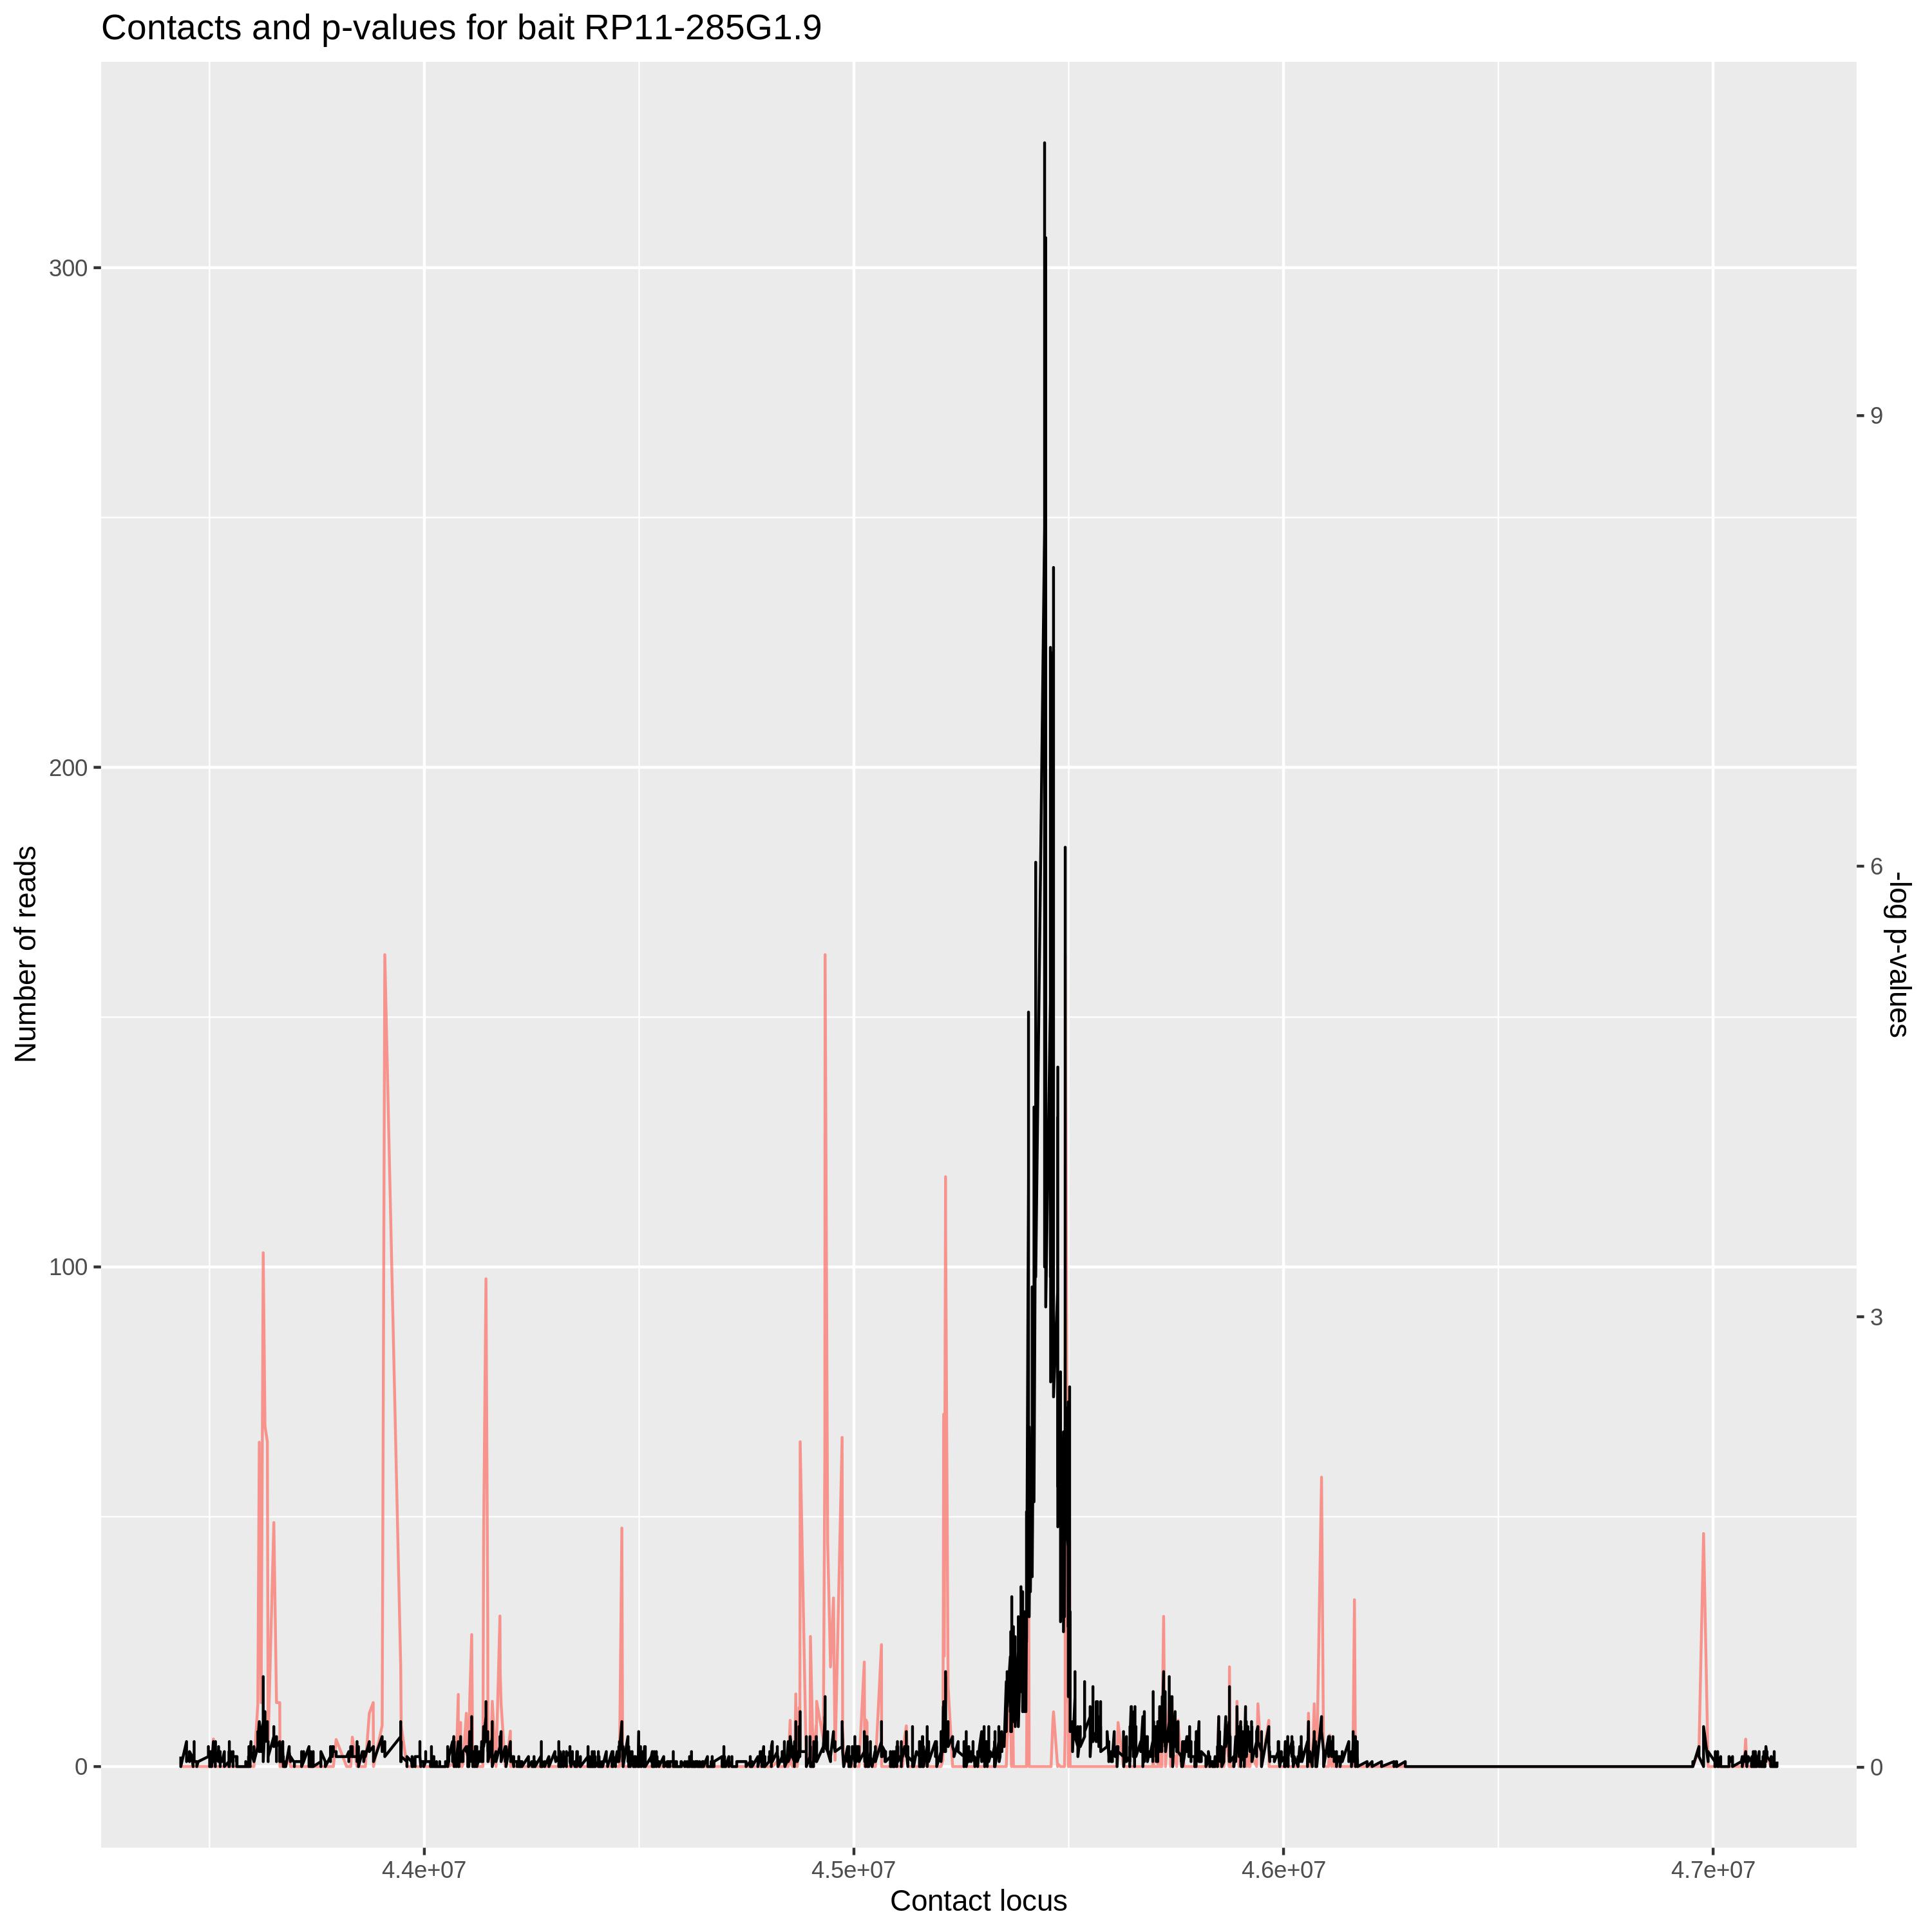 Contacts and p-values for bait RP11-285G1.9
300
200
100
0
Number of reads
9
6
3
0
-log p-values
4.4e+07
4.5e+07
4.6e+07
4.7e+07
Contact locus